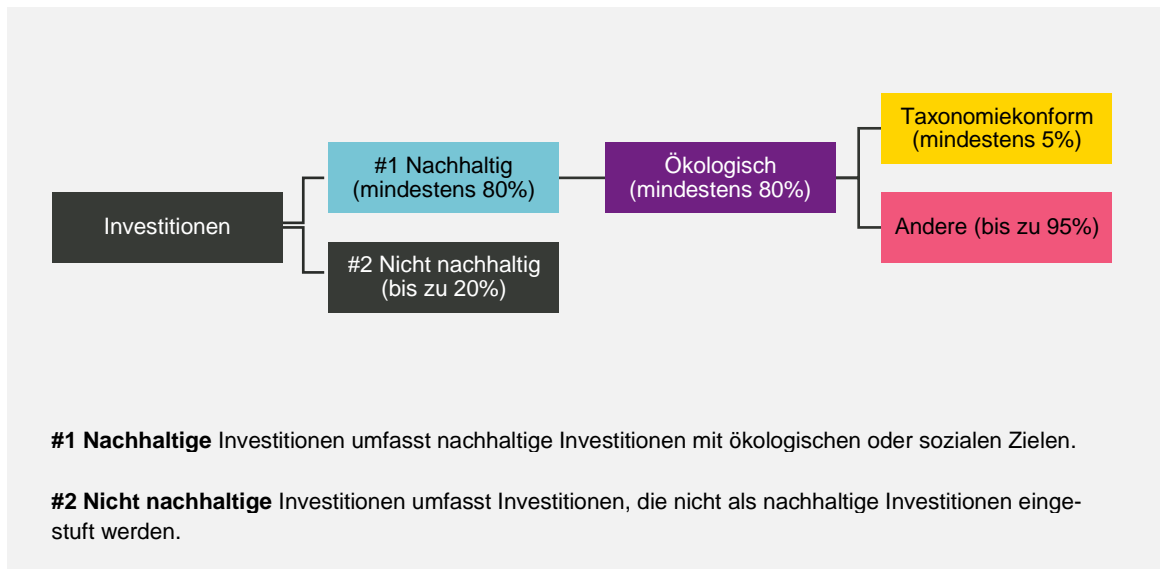 Taxonomiekonform
(mindestens 5%)
#1 Nachhaltig
(mindestens 80%)
Ökologisch
(mindestens 80%)
Investitionen
Andere (bis zu 95%)
#2 Nicht nachhaltig
(bis zu 20%)
#1 Nachhaltige Investitionen umfasst nachhaltige Investitionen mit ökologischen oder sozialen Zielen.
#2 Nicht nachhaltige Investitionen umfasst Investitionen, die nicht als nachhaltige Investitionen einge-
stuft werden.